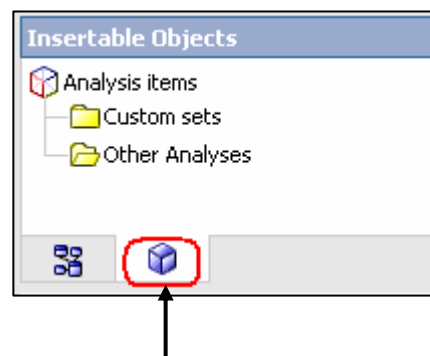 Insertable Objects
Analysis items
Custom sets
Other Analyses